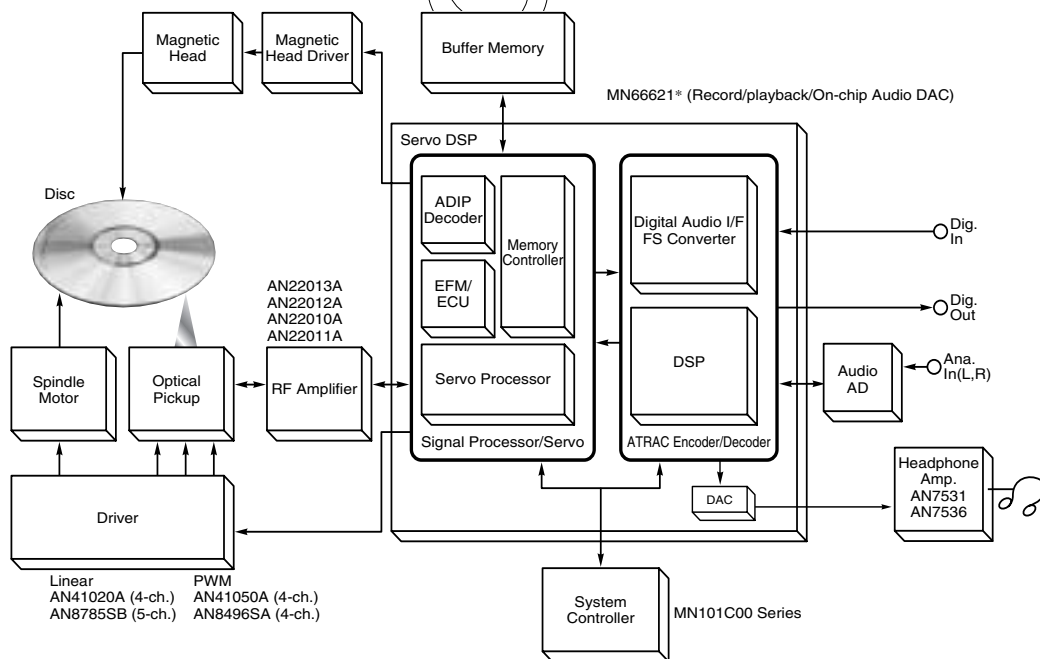 Magnetic
Head
Magnetic
Head Driver
Buffer Memory
MN66621* (Record/playback/On-chip Audio DAC)
Servo DSP
Disc
ADIP
Decoder
Memory
Controller
EFM/
ECU
Servo Processor
Signal Processor/Servo
Digital Audio I/F
FS Converter
DSP
ATRAC Encoder/Decoder
Dig.
In
Dig.
Out
Ana.
In(L,R)
Audio
AD
AN22013A
AN22012A
AN22010A
AN22011A
Spindle
Motor
Optical
Pickup
RF Amplifier
DAC
Headphone
Amp.
AN7531
AN7536
Driver
Linear
AN41020A (4-ch.)
AN8785SB (5-ch.)
PWM
AN41050A (4-ch.)
AN8496SA (4-ch.)
System
Controller
MN101C00 Series